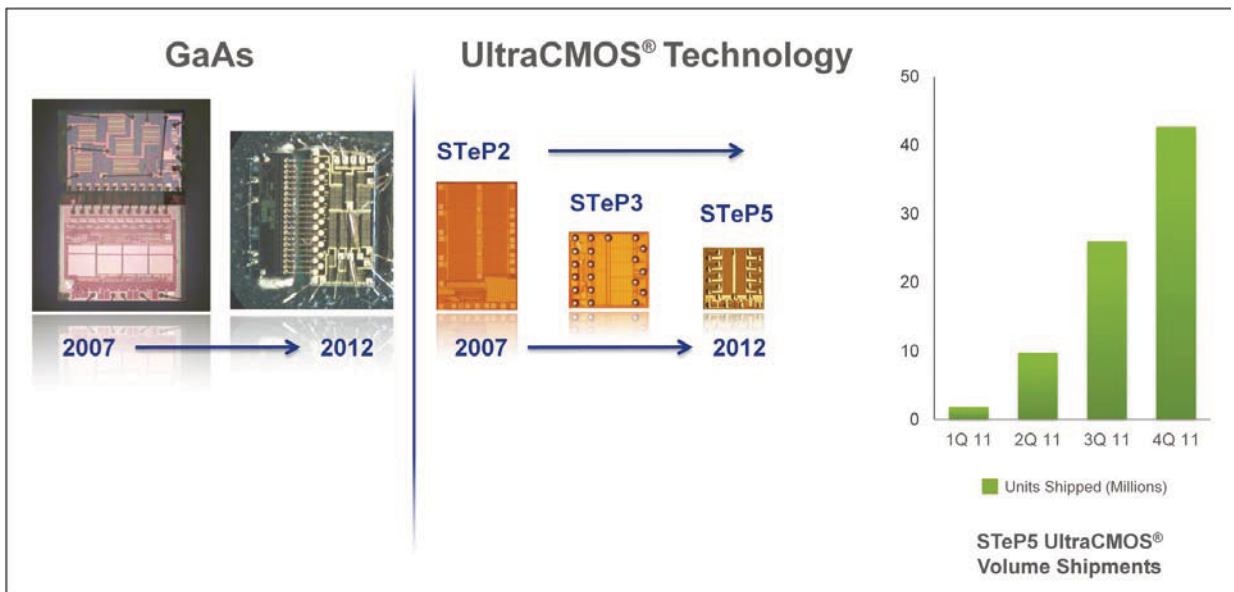 GaAs
UltraCMOS® Technology
STeP2
STeP3
STeP5
2007
2012
2007
2012
50
40
30
20
10
0
1Q 11
2Q 11
3Q 11
4Q 11
Units Shipped (Millions)
STeP5 UltraCMOS®
Volume Shipments